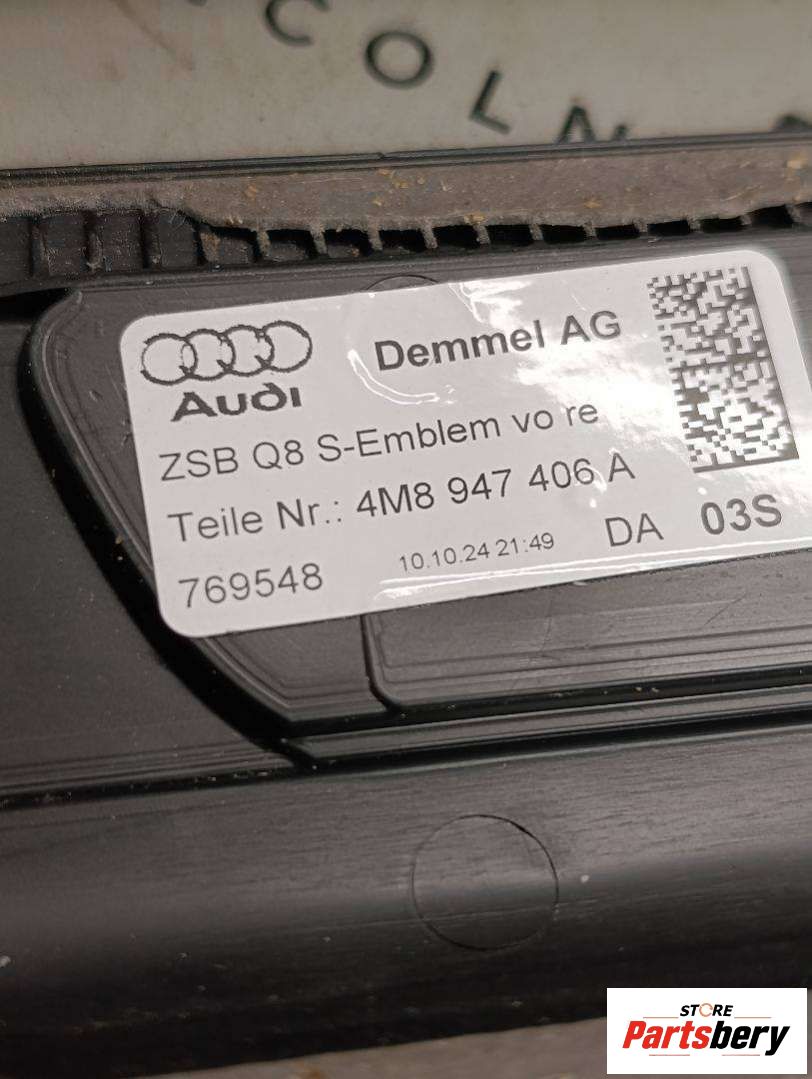 COLN
Audi
Demmel AG
ZSB Q8 S-Emblem vo re
Teile Nr.: 4M8 947 406 A
769548 10.10.24 21:49 DA 03S
STORE
Partsbery